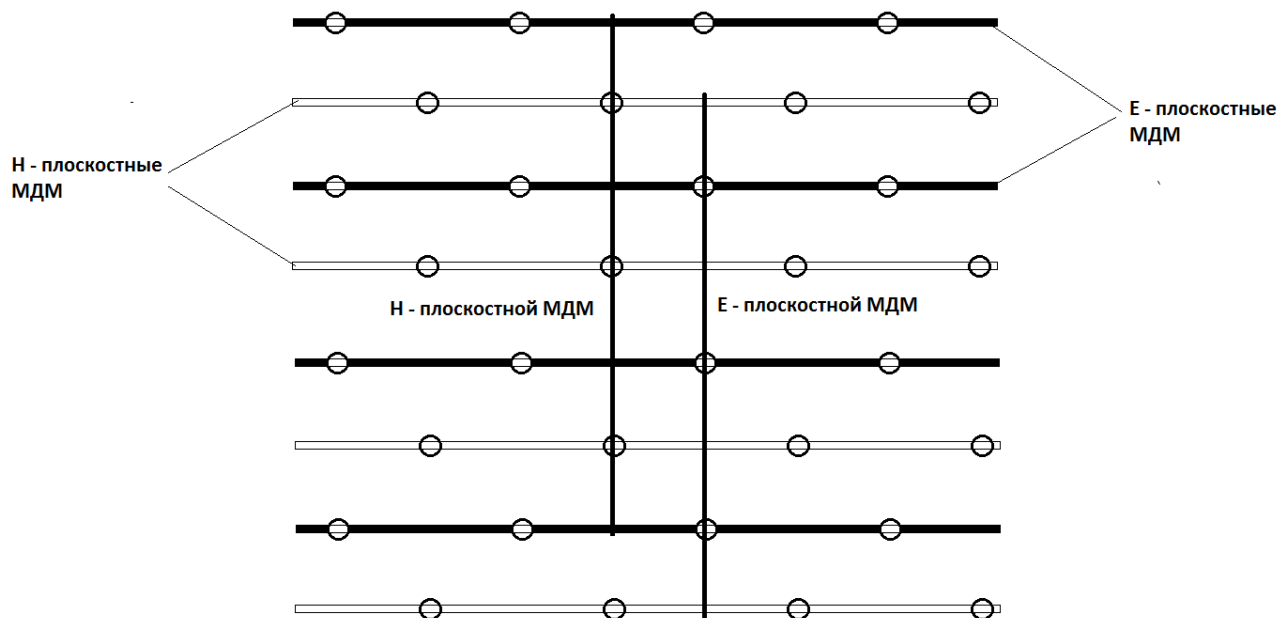 Е - плоскостные
МДМ
Н - плоскостные
МДМ
Н - плоскостной МДМ
Е - плоскостной МДМ